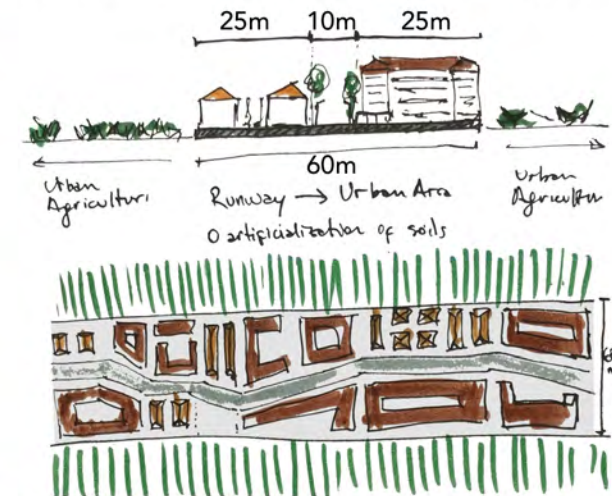 25m 10m 25m
60m
Urban
Agriculturi
Runway → Urban Area
0 artificialization of soils
Urban
Agricultur